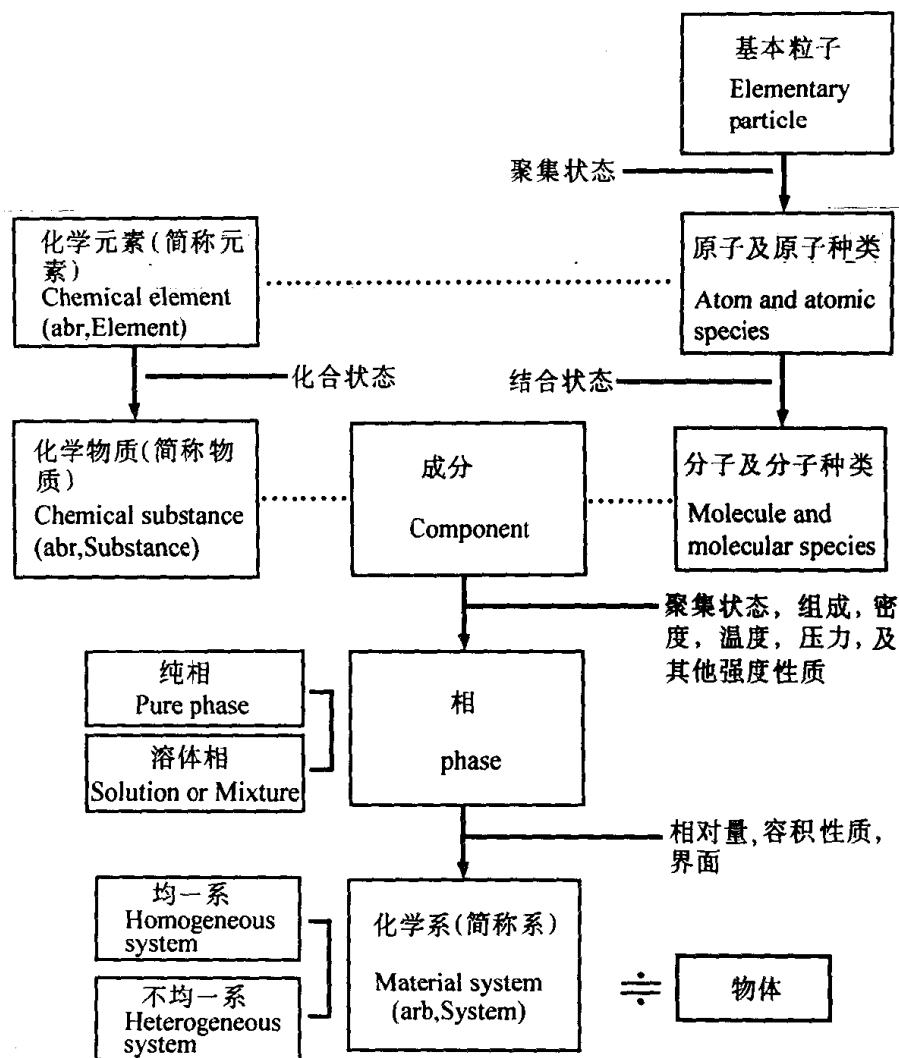 基本粒子
Elementary
particle
聚集状态
化学元素(简称元
素)
Chemical element
(abr,Element)
原子及原子种类
Atom and atomic
species
化合状态
结合状态
化学物质(简称物
质)
Chemical substance
(abr,Substance)
成分
Component
分子及分子种类
Molecule and
molecular species
聚集状态, 组成, 密
度, 温度, 压力, 及
其他强度性质
纯相
Pure phase
溶体相
Solution or Mixture
相
phase
相对量,容积性质,
界面
均一系
Homogeneous
system
不均一系
Heterogeneous
system
化学系(简称系)
Material system
(arb,System)
≑
物体